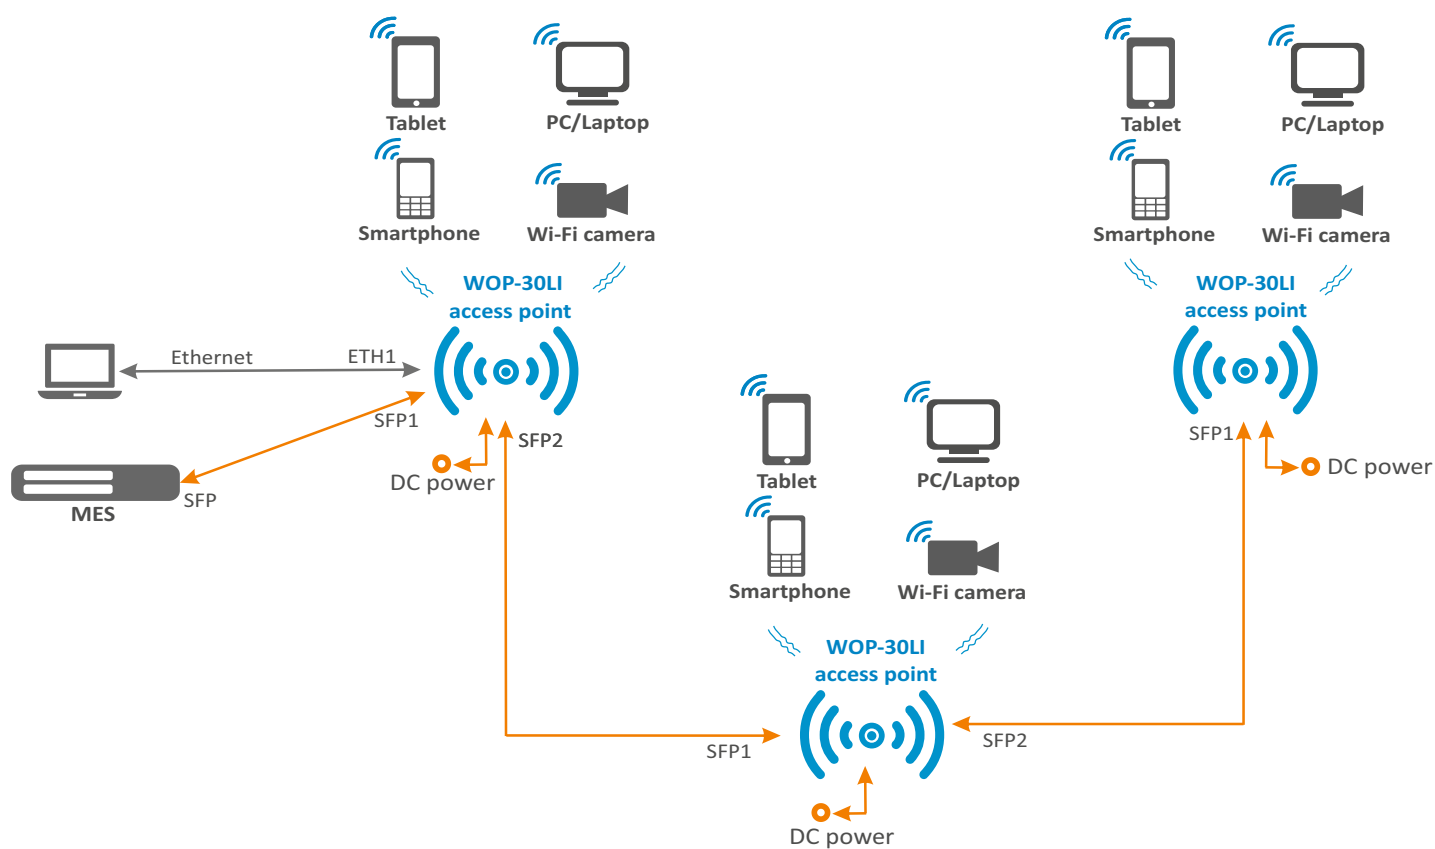 Tablet
PC/Laptop
Smartphone
Wi-Fi camera
WOP-30LI
access point
Ethernet
ETH1
SFP1
SFP2
DC power
SFP
MES
Tablet
PC/Laptop
Smartphone
Wi-Fi camera
WOP-30LI
access point
SFP1
SFP2
DC power
Tablet
PC/Laptop
Smartphone
Wi-Fi camera
WOP-30LI
access point
SFP1
DC power